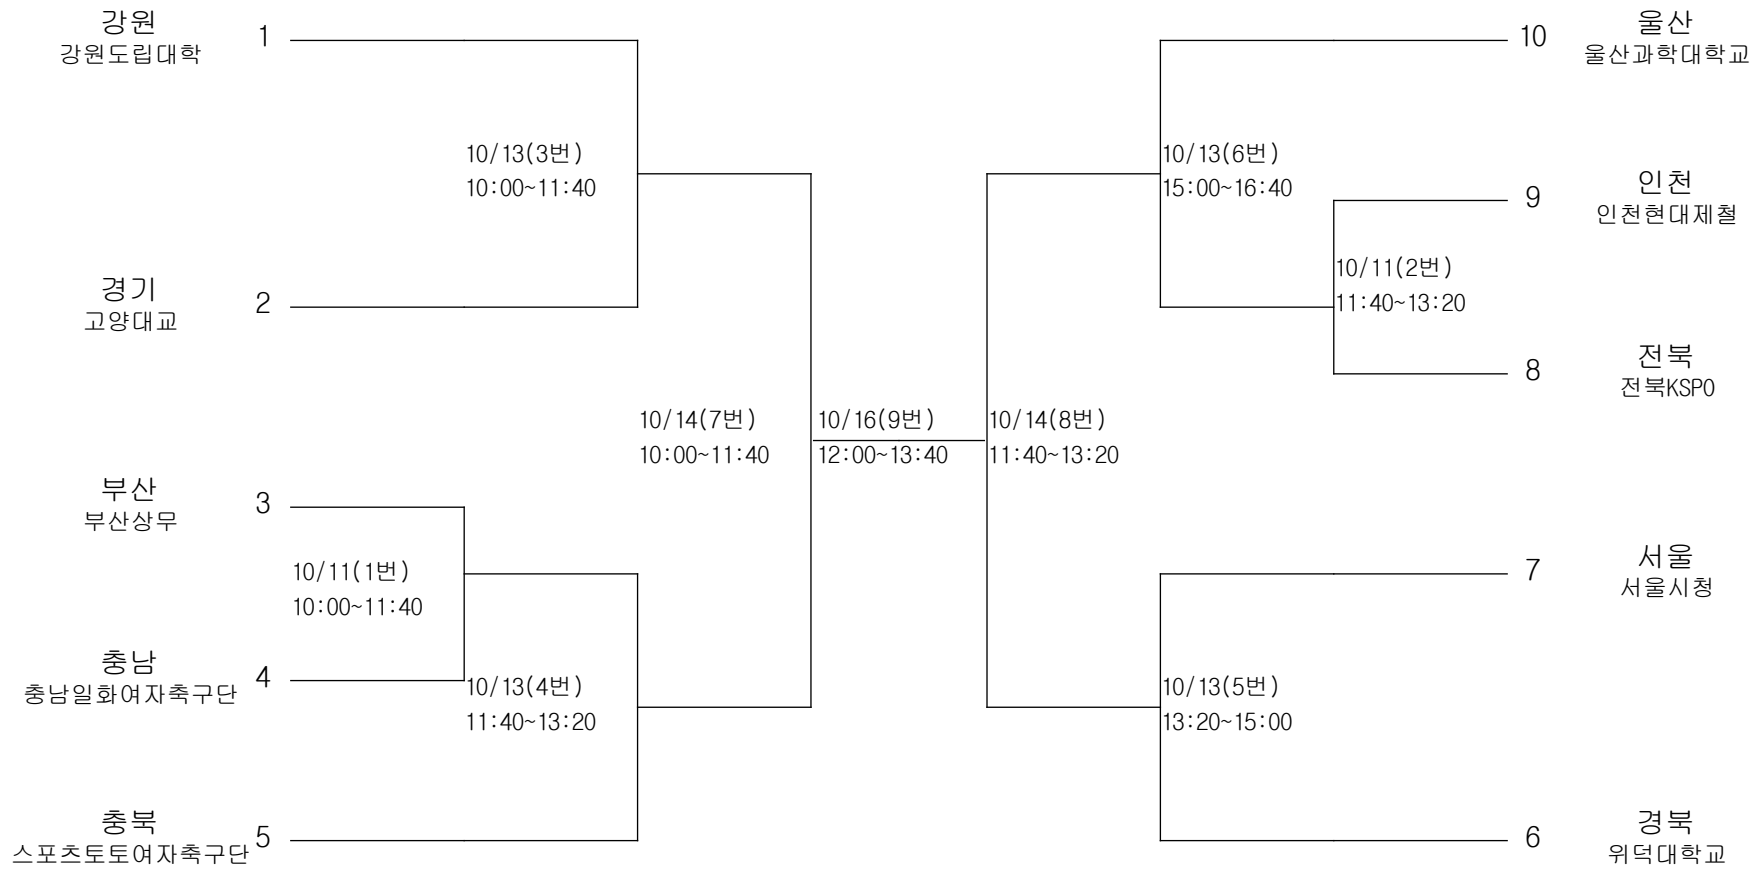 강원
강원도립대학
1
10/13(3번)
10:00~11:40
경기
고양대교
2
부산
부산상무
3
10/11(1번)
10:00~11:40
충남
충남일화여자축구단
4
10/13(4번)
11:40~13:20
충북
스포츠토토여자축구단
5
10/14(7번)
10:00~11:40
10/16(9번)
12:00~13:40
10/14(8번)
11:40~13:20
10
울산
울산과학대학교
10/13(6번)
15:00~16:40
9
인천
인천현대제철
10/11(2번)
11:40~13:20
8
전북
전북KSPO
7
서울
서울시청
10/13(5번)
13:20~15:00
6
경북
위덕대학교